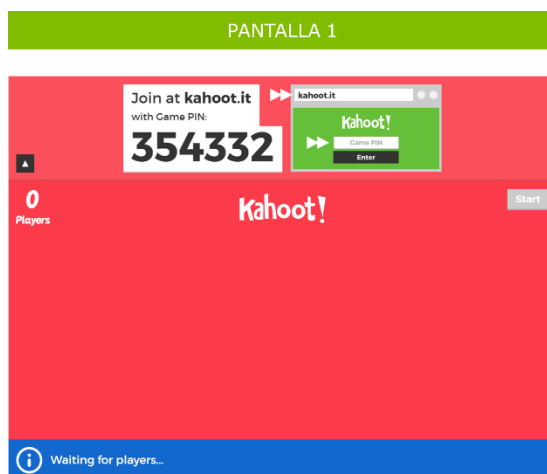 PANTALLA 1
Join at kahoot.it
with Game PIN:
354332
kahoot.it
Kahoot!
Game PIN
Enter
0
Players
Kahoot!
Start
Waiting for players...